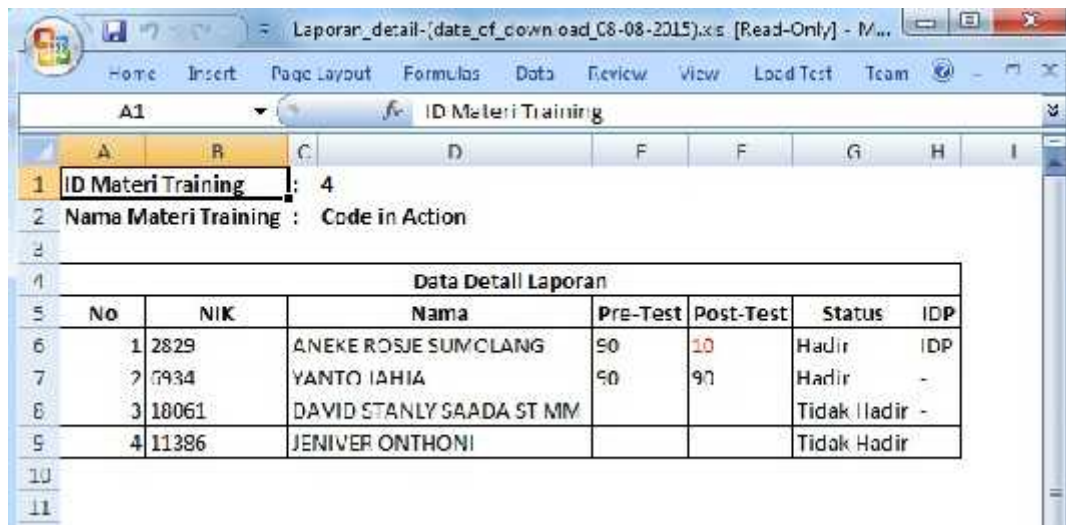 Laporan_detail-(date_of_download_08-08-2015).xls [Read-Only] - M...
Home Insert Page Layout Formulas Data Review View Load Test Team
A1 fx ID Materi Training
A B C D E F G H I
1 ID Materi Training : 4
2 Nama Materi Training : Code in Action
3
4 Data Detail Laporan
5 No NIK Nama Pre-Test Post-Test Status IDP
6 1 2829 ANEKE ROSJE SUMOLANG 90 10 Hadir IDP
7 2 6934 YANTO 90 90 Hadir -
8 3 18061 DAVID STANLY SAADA ST MM Tidak Hadir -
9 4 11386 JENIVER ONTHONI Tidak Hadir
10
11